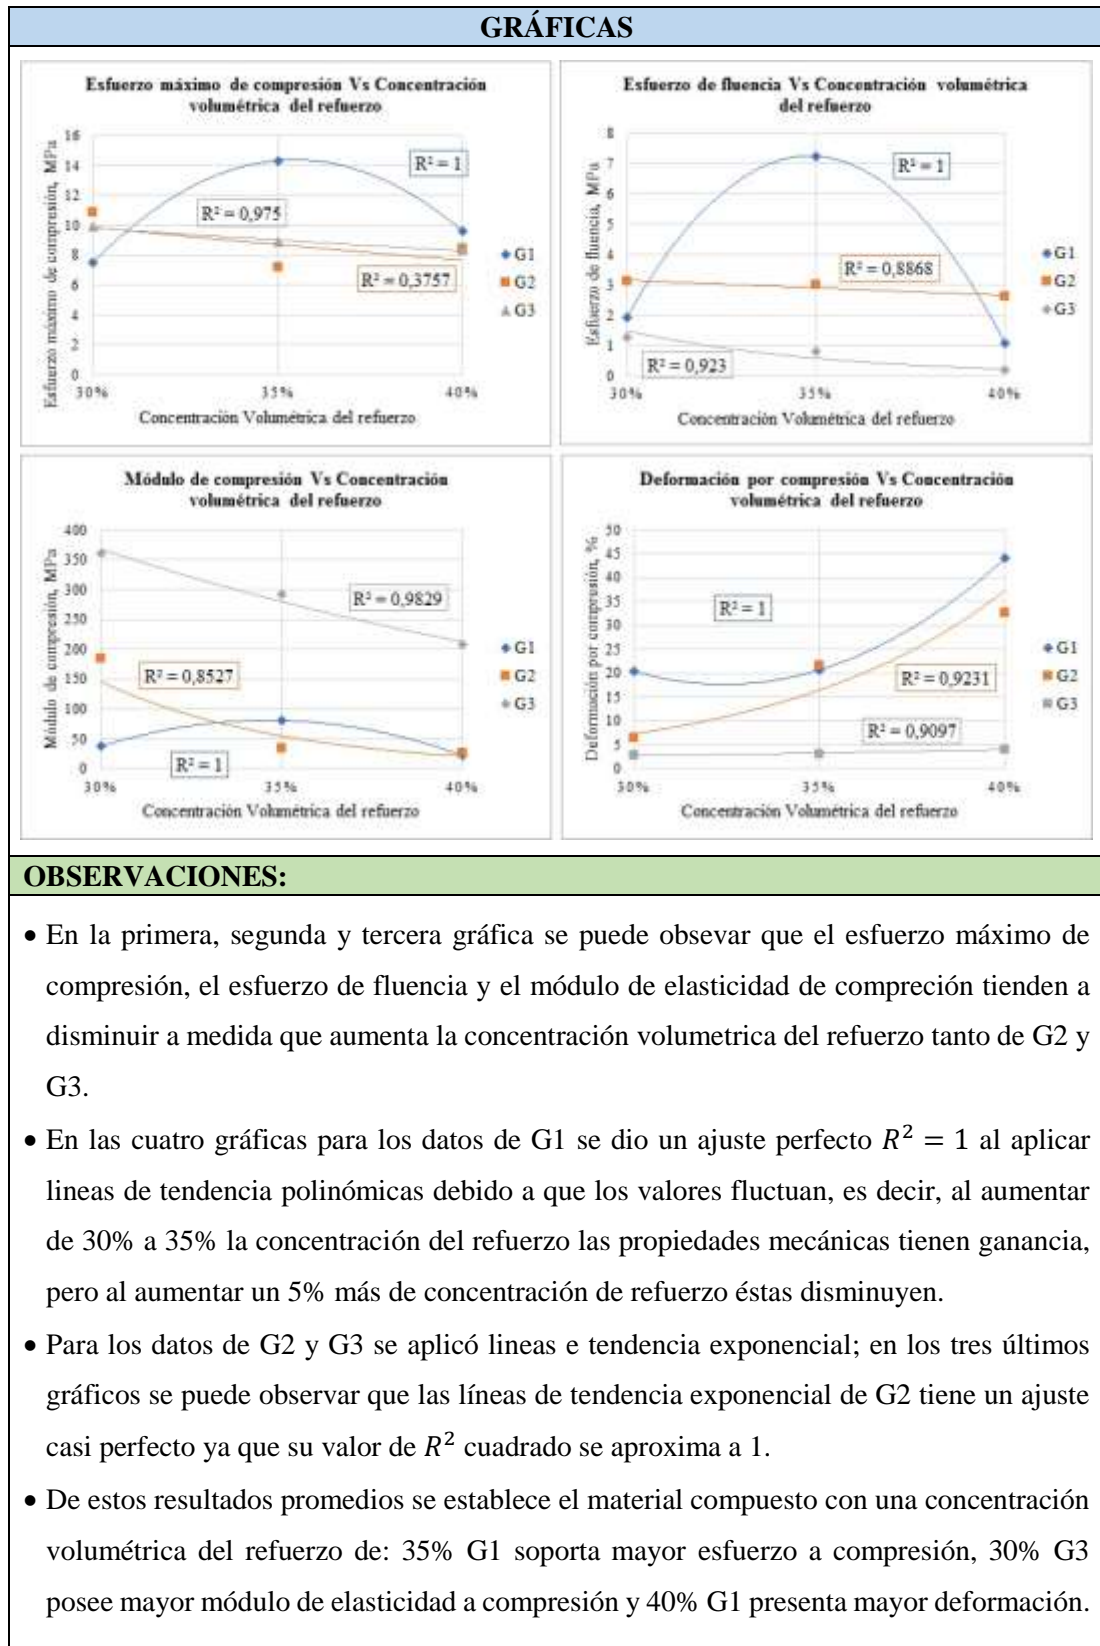 GRÁFICAS
Esfuerzo máximo de compresión Vs Concentración
volumétrica del refuerzo
Esfuerzo máximo de compresión, MPa
16
14
12
10
8
6
4
2
0
R² = 1
R² = 0,975
R² = 0,3757
G1
G2
G3
30%
35%
40%
Concentración Volumétrica del refuerzo
Esfuerzo de fluencia Vs Concentración volumétrica
del refuerzo
Esfuerzo de fluencia, MPa
8
7
6
5
4
3
2
1
0
R² = 1
R² = 0,8868
R² = 0,923
G1
G2
G3
30%
35%
40%
Concentración Volumétrica del refuerzo
Módulo de compresión Vs Concentración
volumétrica del refuerzo
Módulo de compresión, MPa
400
350
300
250
200
150
100
50
0
R² = 0,9829
R² = 0,8527
R² = 1
G1
G2
G3
30%
35%
40%
Concentración Volumétrica del refuerzo
Deformación por compresión Vs Concentración
volumétrica del refuerzo
Deformación por compresión, %
50
45
40
35
30
25
20
15
10
5
0
R² = 1
R² = 0,9231
R² = 0,9097
G1
G2
G3
30%
35%
40%
Concentración Volumétrica del refuerzo
OBSERVACIONES:
• En la primera, segunda y tercera gráfica se puede obsevar que el esfuerzo máximo de
compresión, el esfuerzo de fluencia y el módulo de elasticidad de compreción tienden a
disminuir a medida que aumenta la concentración volumetrica del refuerzo tanto de G2 y
G3.
• En las cuatro gráficas para los datos de G1 se dio un ajuste perfecto R² = 1 al aplicar
lineas de tendencia polinómicas debido a que los valores fluctuan, es decir, al aumentar
de 30% a 35% la concentración del refuerzo las propiedades mecánicas tienen ganancia,
pero al aumentar un 5% más de concentración de refuerzo éstas disminuyen.
• Para los datos de G2 y G3 se aplicó lineas e tendencia exponencial; en los tres últimos
gráficos se puede observar que las líneas de tendencia exponencial de G2 tiene un ajuste
casi perfecto ya que su valor de R² cuadrado se aproxima a 1.
• De estos resultados promedios se establece el material compuesto con una concentración
volumétrica del refuerzo de: 35% G1 soporta mayor esfuerzo a compresión, 30% G3
posee mayor módulo de elasticidad a compresión y 40% G1 presenta mayor deformación.